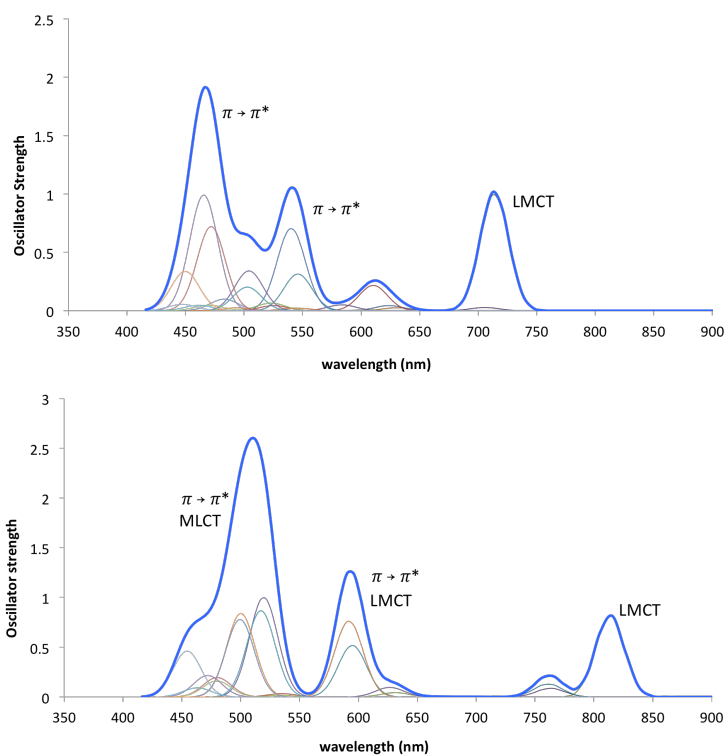 2.5
2
1.5
1
0.5
0
Oscillator Strength
π → π*
π → π*
LMCT
350 400 450 500 550 600 650 700 750 800 850 900
wavelength (nm)
3
2.5
2
1.5
1
0.5
0
Oscillator strength
π → π*
MLCT
π → π*
LMCT
LMCT
350 400 450 500 550 600 650 700 750 800 850 900
wavelength (nm)